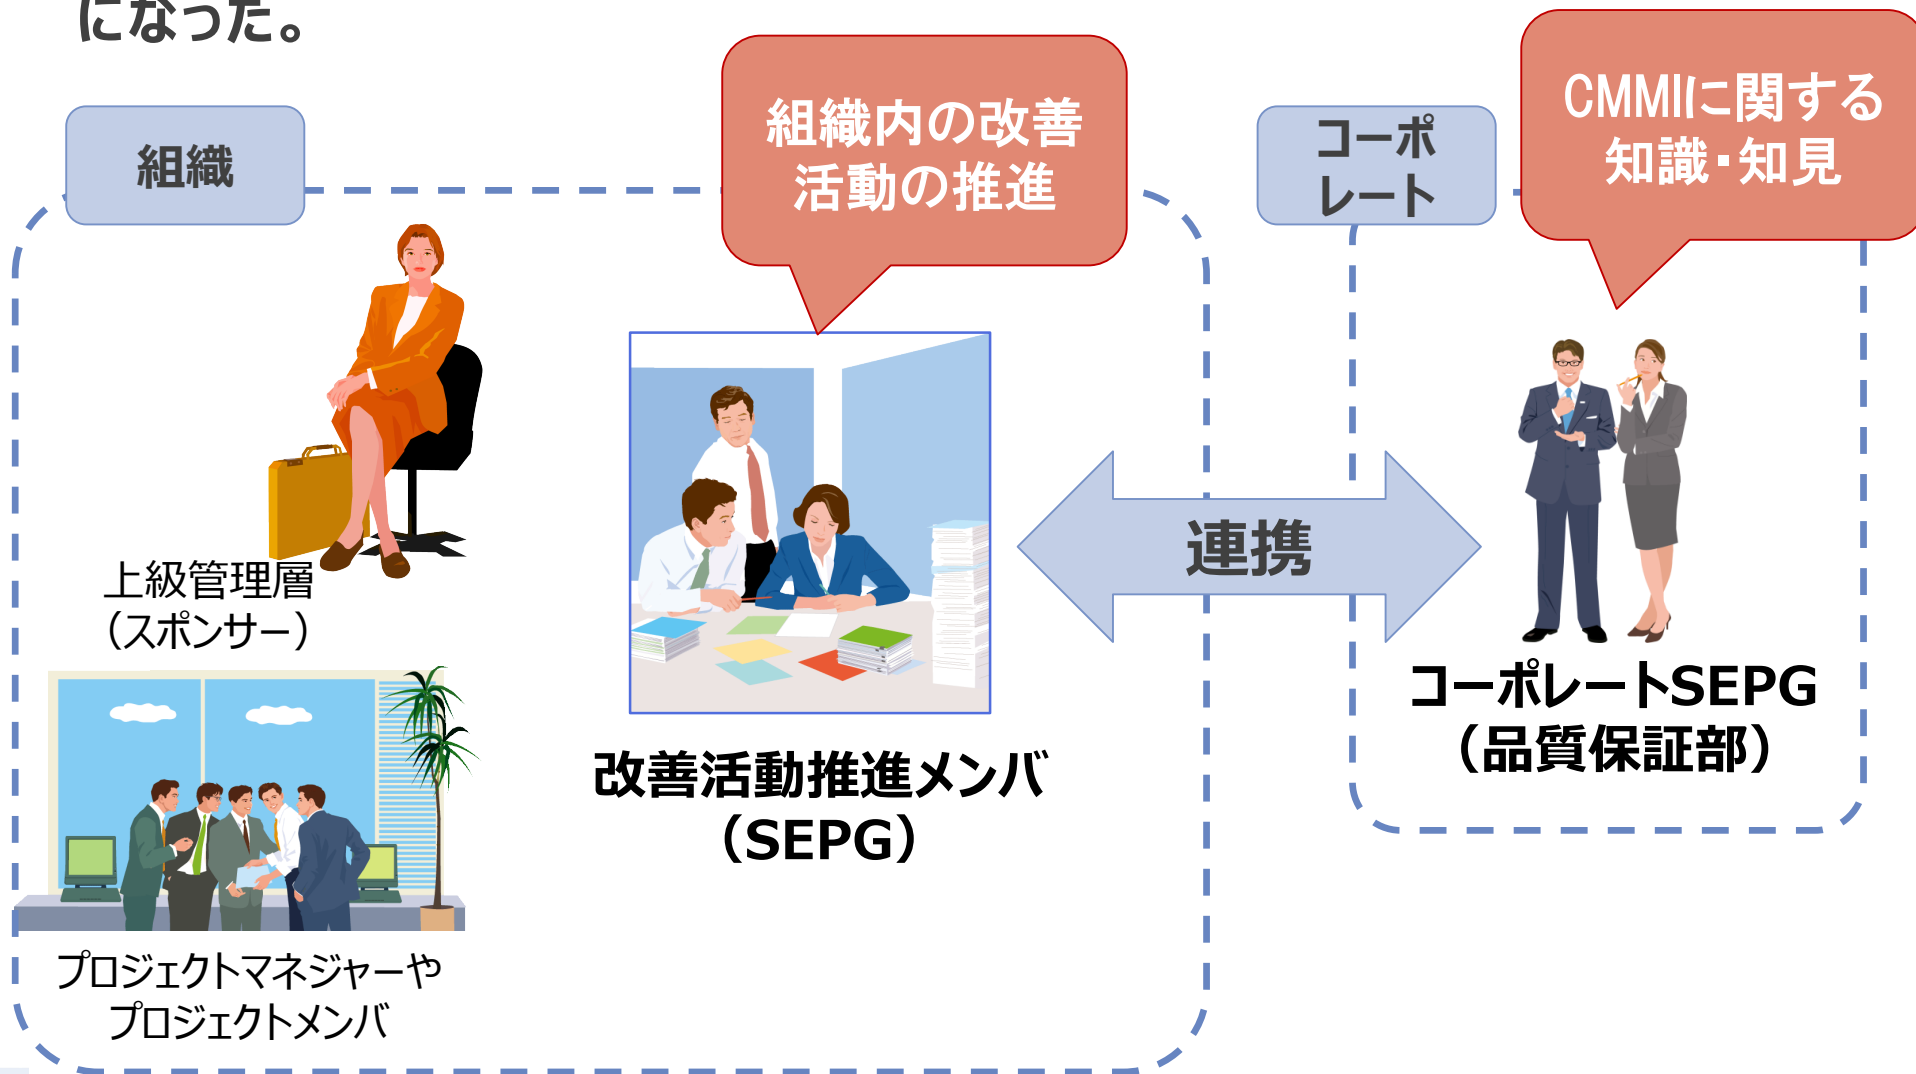 になった。
組織
組織内の改善
活動の推進
コーポ
レート
CMMIに関する
知識・知見
上級管理層
（スポンサー）
連携
改善活動推進メンバ
（SEPG）
コーポレートSEPG
（品質保証部）
プロジェクトマネジャーや
プロジェクトメンバ